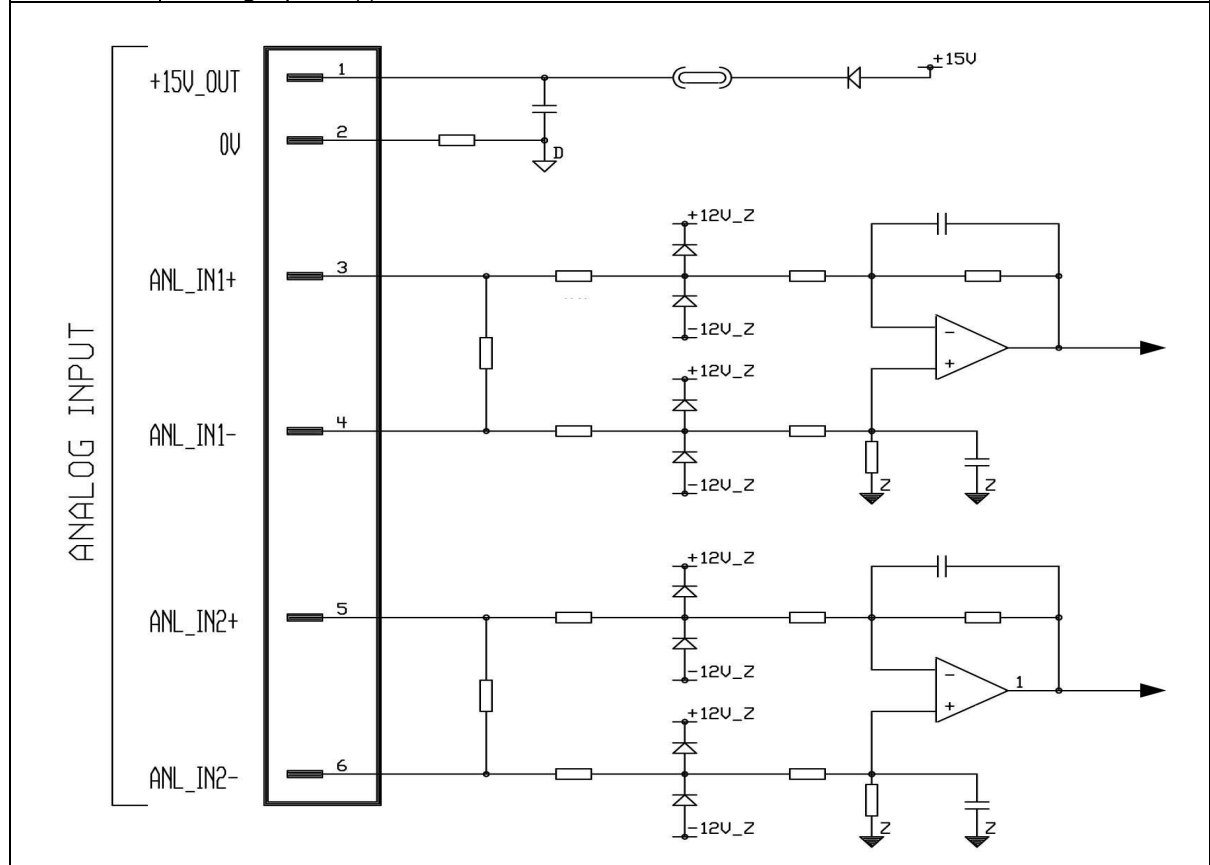 +15V_OUT
1
+15V
0V
2
D
+12V_Z
ANL_IN1+
3
-12V_Z
−
+
+12V_Z
ANL_IN1-
4
-12V_Z
Z
Z
ANALOG INPUT
+12V_Z
ANL_IN2+
5
-12V_Z
−
1
+
+12V_Z
ANL_IN2-
6
-12V_Z
Z
Z